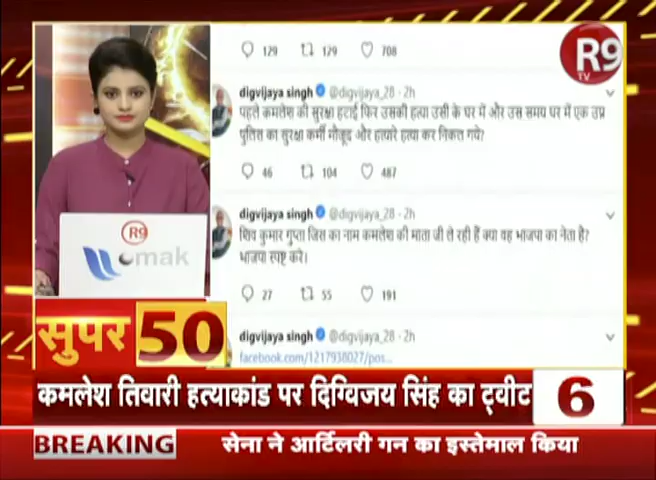 129 129 708
R9
TV
digvijaya singh @digvijaya_28 · 2h
पहले कमलेश की सुरक्षा हटाई फिर उसकी हत्या उसी के घर में और उस समय घर में एक उप्र
पुलिस का सुरक्षा कर्मी मौजूद और हत्यारे हत्या कर निकल गये?
46 104 487
digvijaya singh @digvijaya_28 · 2h
शिव कुमार गुप्ता जिस का नाम कमलेश की माता जी ले रही हैं क्या वह भाजपा का नेता है?
भाजपा स्पष्ट करे।
27 55 191
R9
omak
digvijaya singh @digvijaya_28 · 2h
facebook.com/1217938027/pos...
सुपर 50
कमलेश तिवारी हत्याकांड पर दिग्विजय सिंह का ट्वीट 6
BREAKING सेना ने आर्टिलरी गन का इस्तेमाल किया